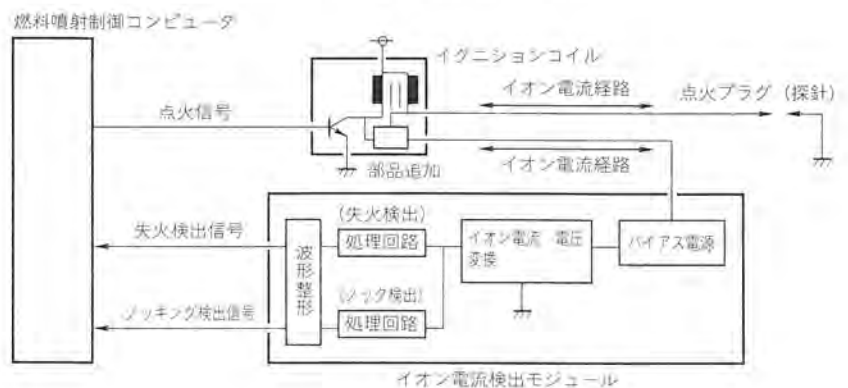 燃料噴射制御コンピュータ
イグニションコイル
イオン電流経路
点火プラグ（探針）
点火信号
部品追加
イオン電流経路
失火検出信号
(失火検出)
処理回路
波形整形
イオン電流－電圧
変換
バイアス電源
ノッキング検出信号
(ノック検出)
処理回路
イオン電流検出モジュール